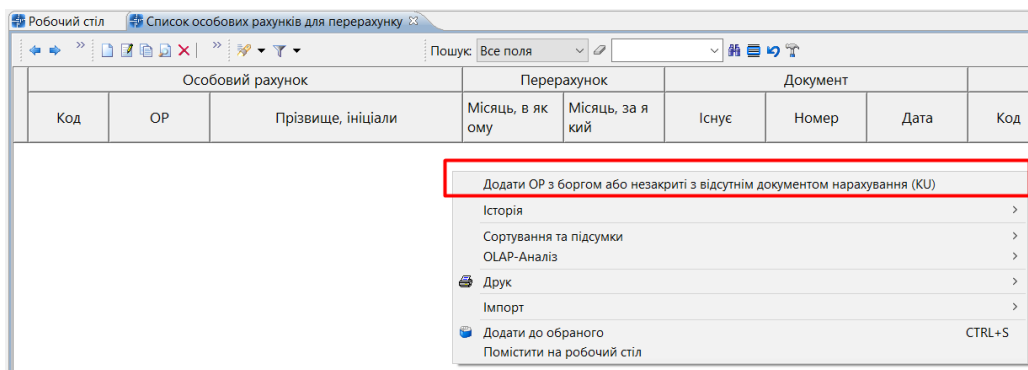 Робочий стіл
Список особових рахунків для перерахунку
Пошук: Все поля
Особовий рахунок
Перерахунок
Документ
Код
ОР
Прізвище, ініціали
Місяць, в як
ому
Місяць, за я
кий
Існує
Номер
Дата
Код
Додати ОР з боргом або незакриті з відсутнім документом нарахування (KU)
Історія
Сортування та підсумки
OLAP-Аналіз
Друк
Імпорт
Додати до обраного CTRL+S
Помістити на робочий стіл